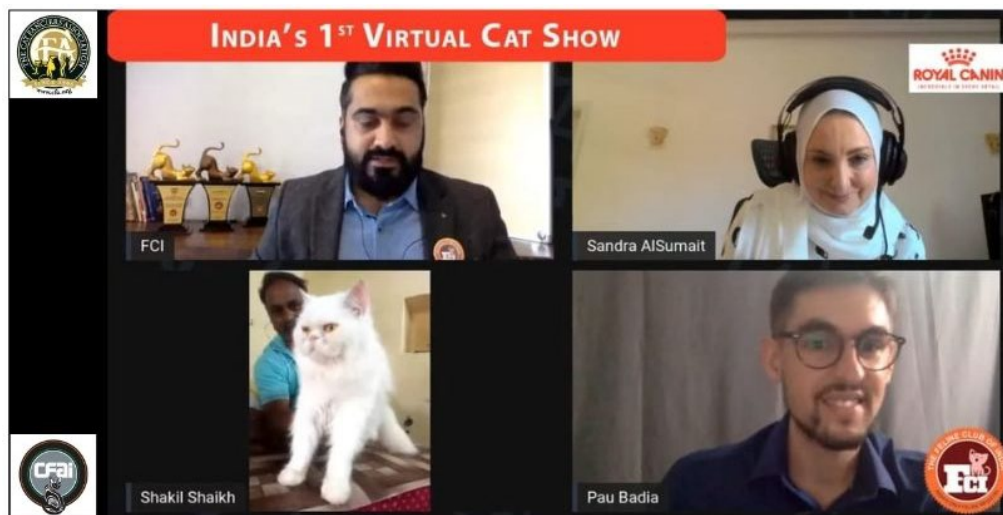 INDIA'S 1ST VIRTUAL CAT SHOW
ROYAL CANIN
FCI
Sandra AlSumait
Shakil Shaikh
Pau Badia
CFai
FCI